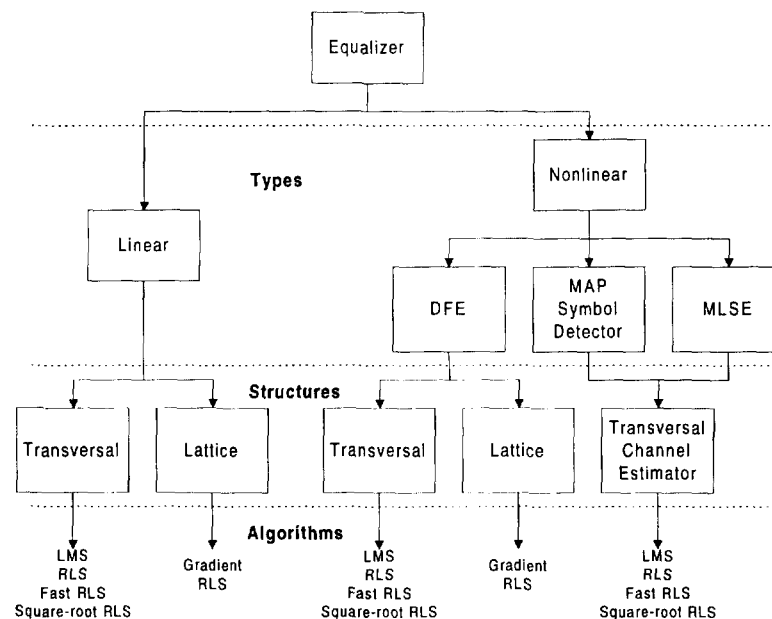 Equalizer
Types
Nonlinear
Linear
DFE
MAP
Symbol
Detector
MLSE
Structures
Transversal
Lattice
Transversal
Lattice
Transversal
Channel
Estimator
Algorithms
LMS
RLS
Fast RLS
Square-root RLS
Gradient
RLS
LMS
RLS
Fast RLS
Square-root RLS
Gradient
RLS
LMS
RLS
Fast RLS
Square-root RLS